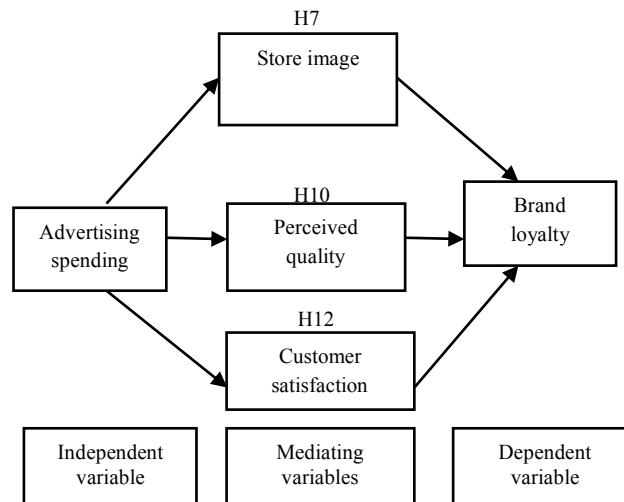 H7
Store image
H10
Advertising
spending
Perceived
quality
Brand
loyalty
H12
Customer
satisfaction
Independent
variable
Mediating
variables
Dependent
variable